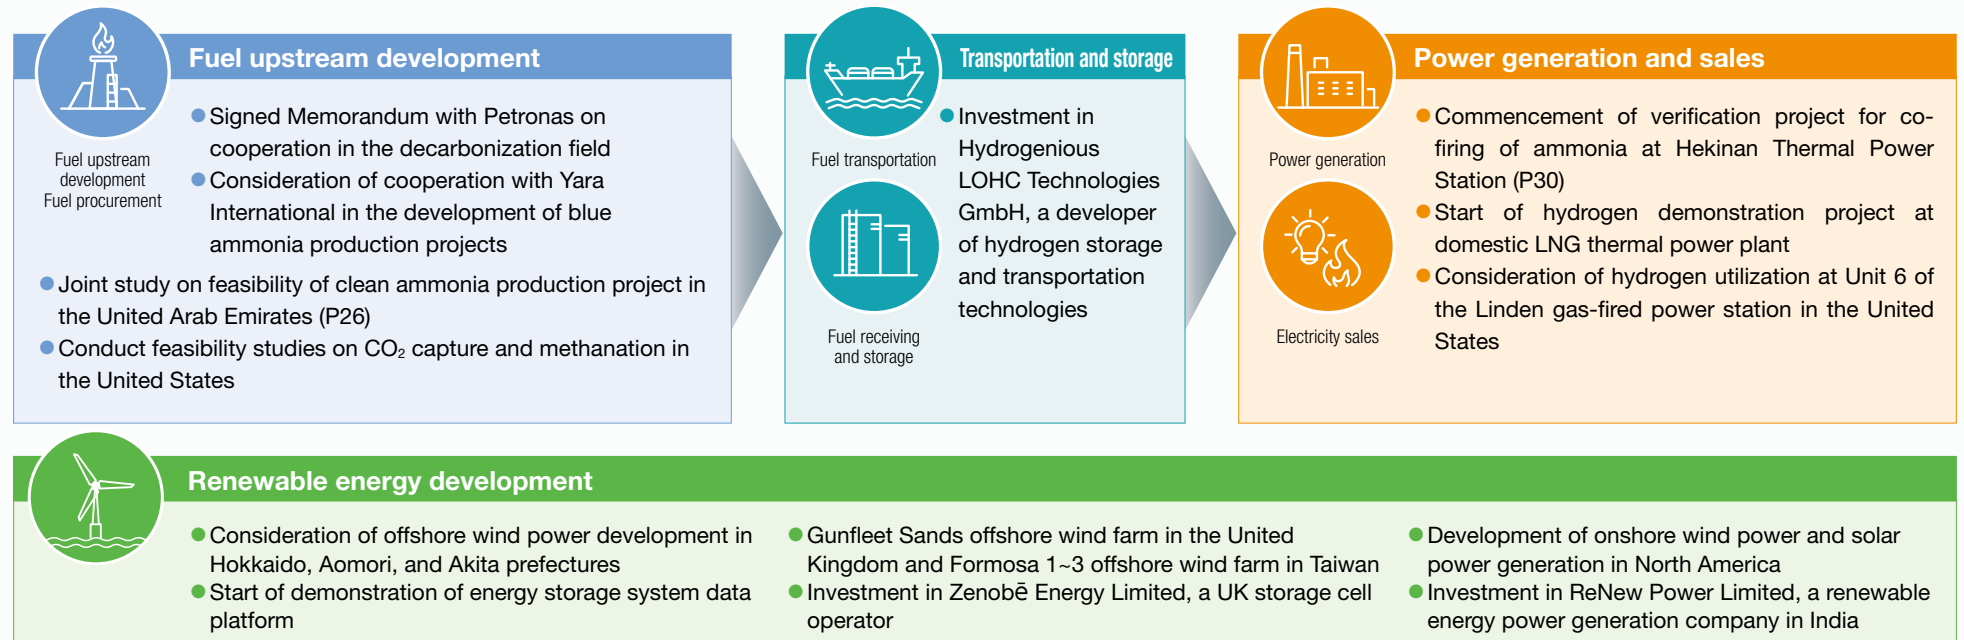 Fuel upstream development
Fuel upstream
development
Fuel procurement
● Signed Memorandum with Petronas on
cooperation in the decarbonization field
● Consideration of cooperation with Yara
International in the development of blue
ammonia production projects
● Joint study on feasibility of clean ammonia production project in
the United Arab Emirates (P26)
● Conduct feasibility studies on CO₂ capture and methanation in
the United States
Transportation and storage
Fuel transportation
Fuel receiving
and storage
● Investment in
Hydrogenious
LOHC Technologies
GmbH, a developer
of hydrogen storage
and transportation
technologies
Power generation and sales
Power generation
Electricity sales
● Commencement of verification project for co-
firing of ammonia at Hekinan Thermal Power
Station (P30)
● Start of hydrogen demonstration project at
domestic LNG thermal power plant
● Consideration of hydrogen utilization at Unit 6 of
the Linden gas-fired power station in the United
States
Renewable energy development
● Consideration of offshore wind power development in
Hokkaido, Aomori, and Akita prefectures
● Start of demonstration of energy storage system data
platform
● Gunfleet Sands offshore wind farm in the United
Kingdom and Formosa 1~3 offshore wind farm in Taiwan
● Investment in Zenobē Energy Limited, a UK storage cell
operator
● Development of onshore wind power and solar
power generation in North America
● Investment in ReNew Power Limited, a renewable
energy power generation company in India